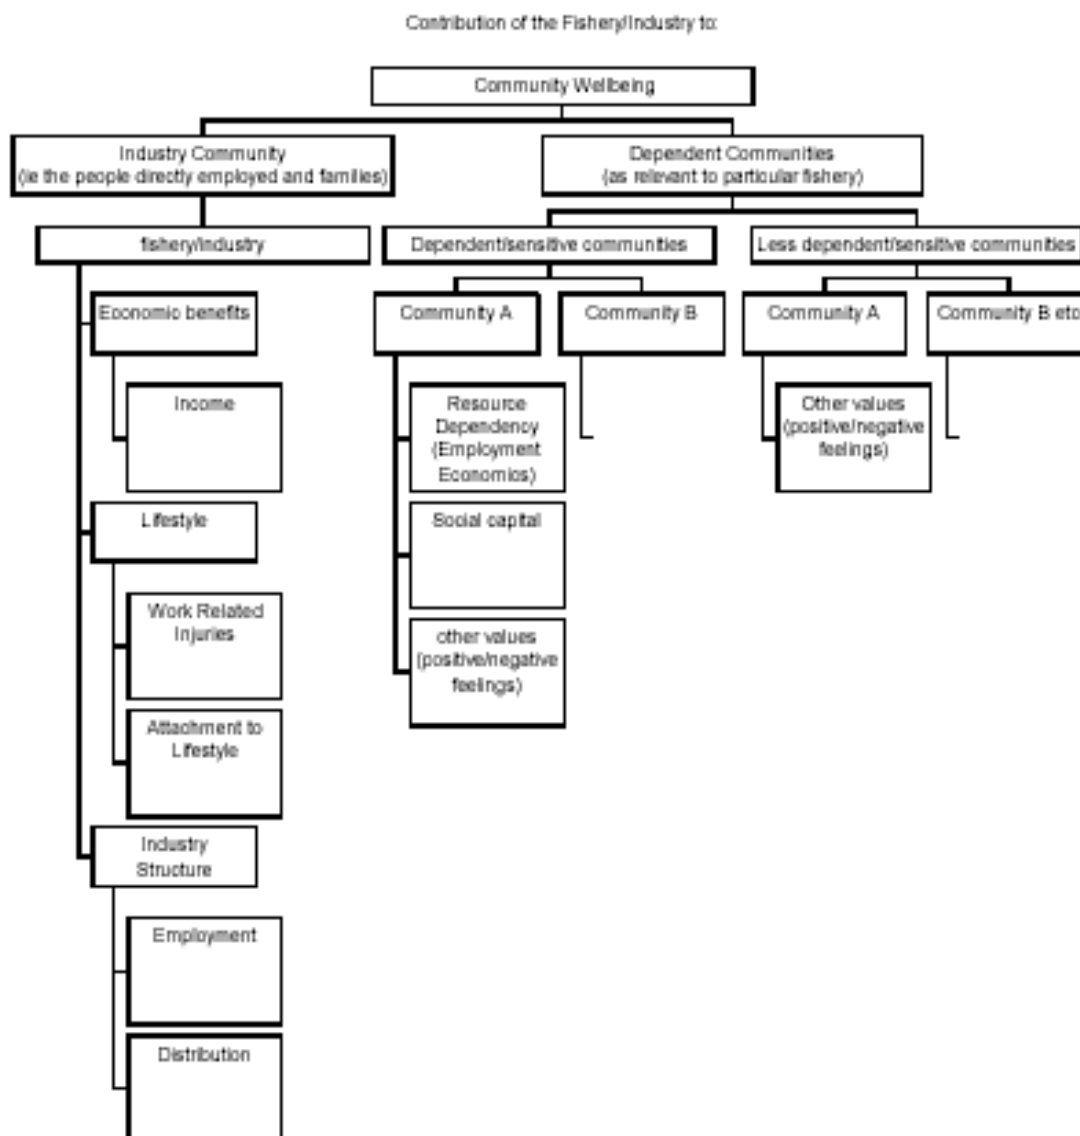 Contribution of the Fishery/Industry to:
Community Wellbeing
Industry Community
(ie the people directly employed and families)
Dependent Communities
(as relevant to particular fishery)
fishery/industry
Dependent/sensitive communities
Less dependent/sensitive communities
Economic benefits
Community A
Community B
Community A
Community B etc
Income
Resource
Dependency
(Employment
Economics)
Other values
(positive/negative
feelings)
Lifestyle
Social capital
Work Related
Injuries
other values
(positive/negative
feelings)
Attachment to
Lifestyle
Industry
Structure
Employment
Distribution